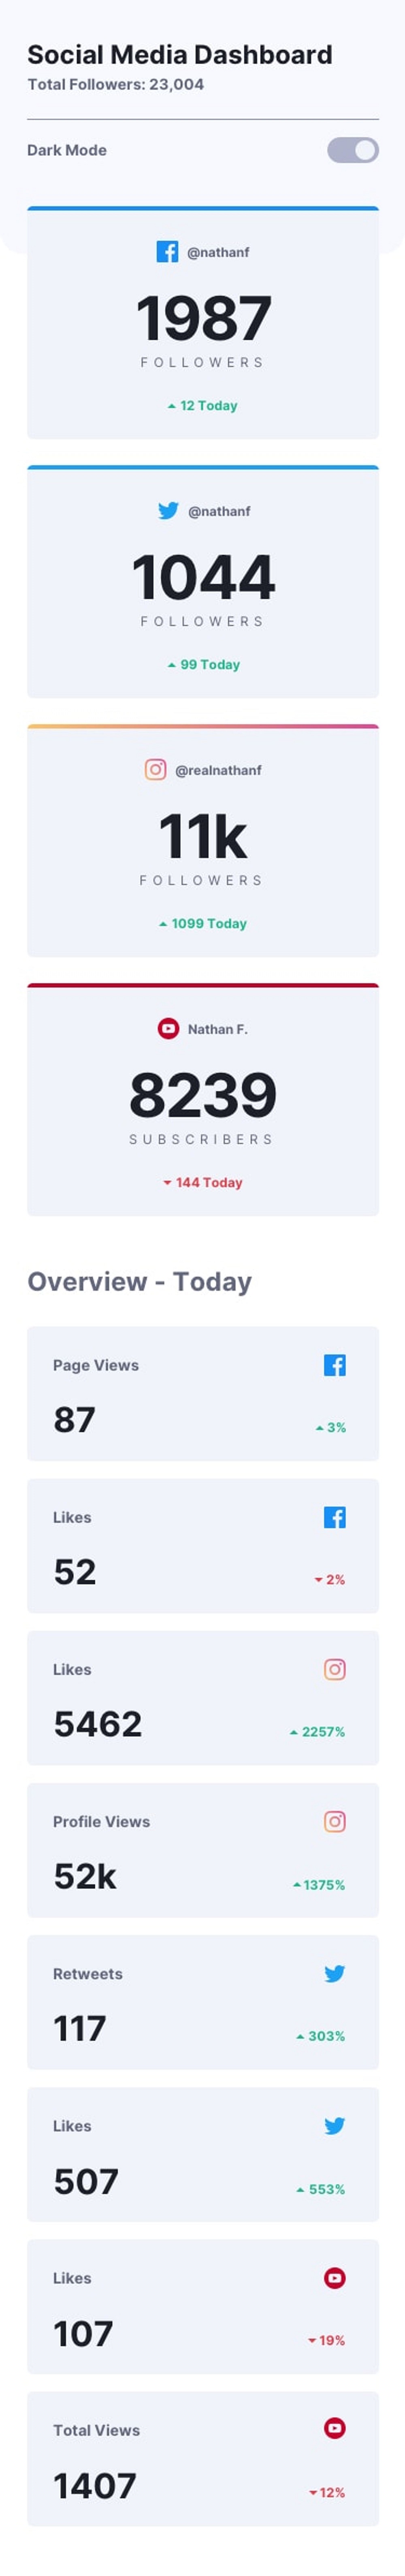 Social Media Dashboard
Total Followers: 23,004
Dark Mode
@nathanf
1987
FOLLOWERS
12 Today
@nathanf
1044
FOLLOWERS
99 Today
@realnathanf
11k
FOLLOWERS
1099 Today
Nathan F.
8239
SUBSCRIBERS
144 Today
Overview - Today
Page Views
87
3%
Likes
52
2%
Likes
5462
2257%
Profile Views
52k
1375%
Retweets
117
303%
Likes
507
553%
Likes
107
19%
Total Views
1407
12%